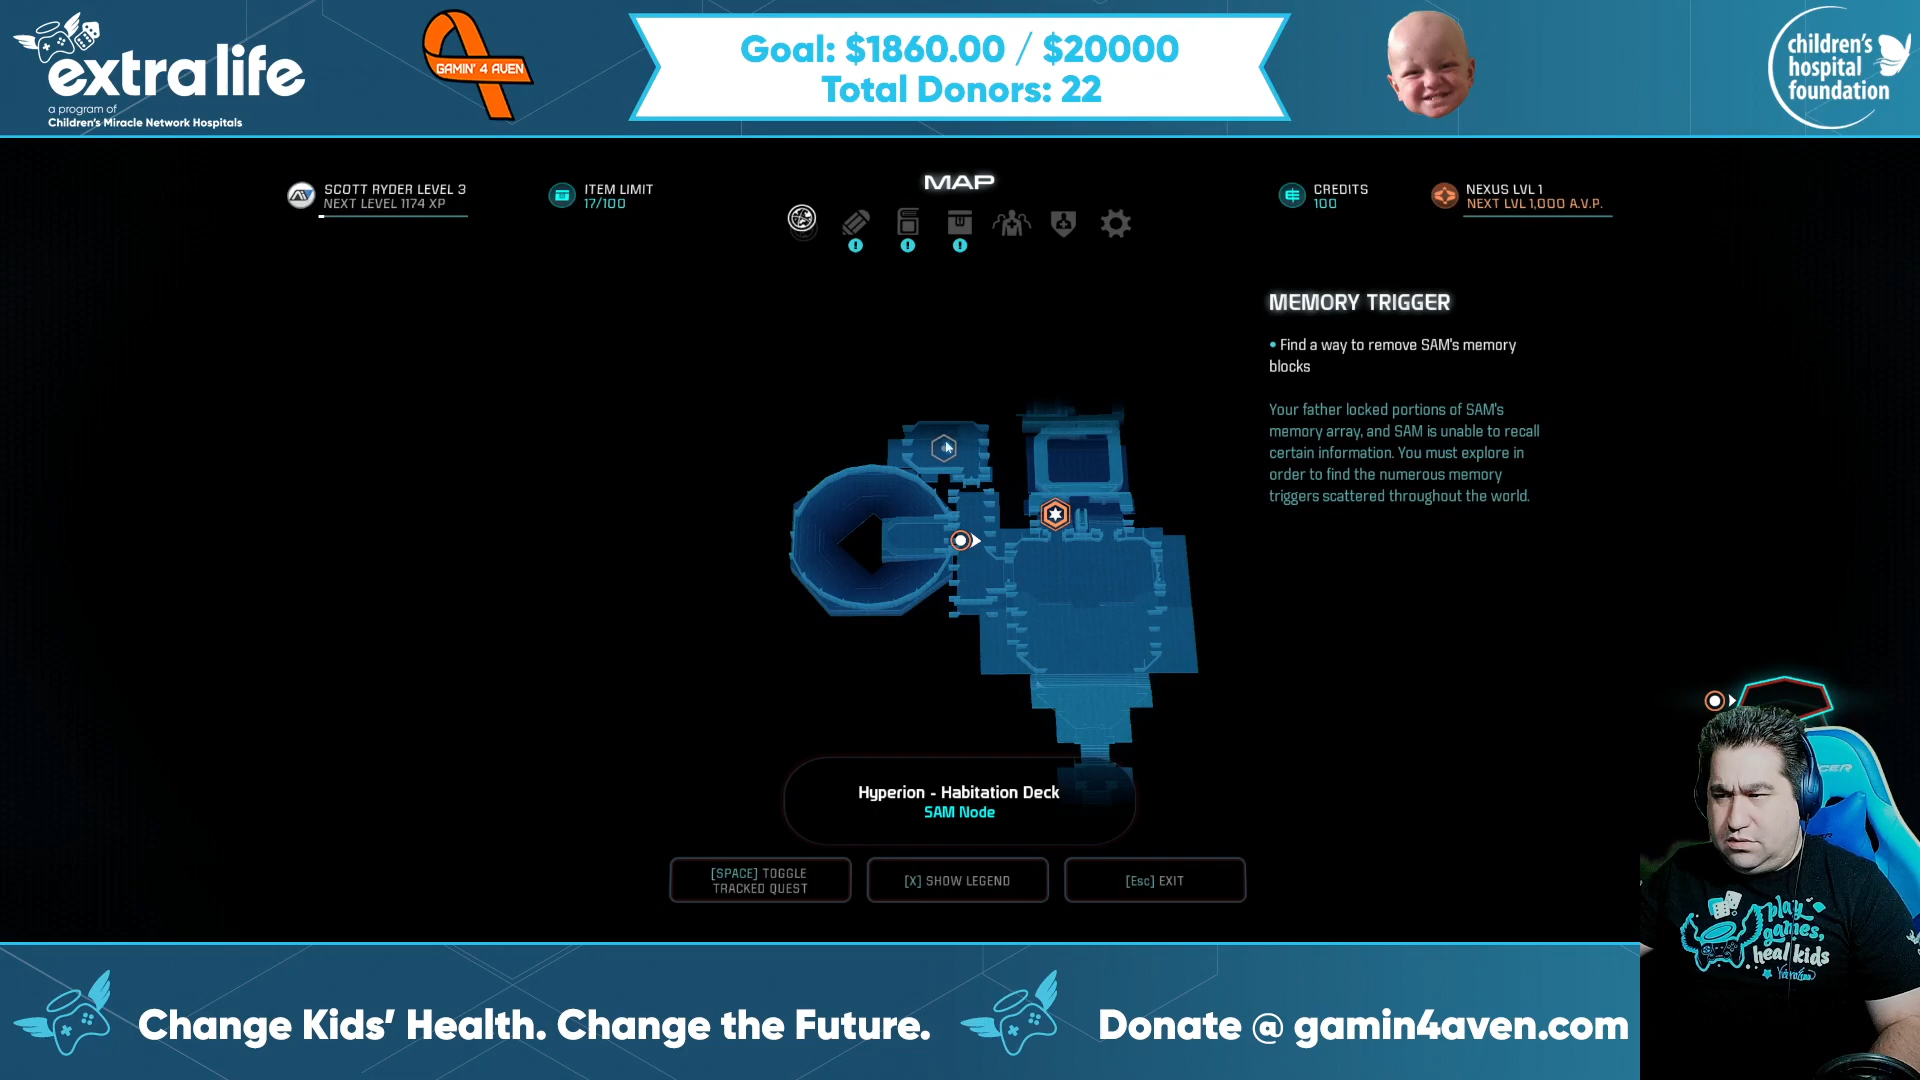 extralife
a program of
Children's Miracle Network Hospitals
GAMIN' 4 AVEN
Goal: $1860.00 / $20000
Total Donors: 22
children's
hospital
foundation
SCOTT RYDER LEVEL 3
NEXT LEVEL 1174 XP
ITEM LIMIT
17/100
MAP
CREDITS
100
NEXUS LVL 1
NEXT LVL 1,000 A.V.P.
MEMORY TRIGGER
• Find a way to remove SAM's memory
blocks
Your father locked portions of SAM's
memory array, and SAM is unable to recall
certain information. You must explore in
order to find the numerous memory
triggers scattered throughout the world.
Hyperion - Habitation Deck
SAM Node
[SPACE] TOGGLE
TRACKED QUEST
[X] SHOW LEGEND
[Esc] EXIT
play
games,
heal kids
Change Kids' Health. Change the Future.
Donate @ gamin4aven.com